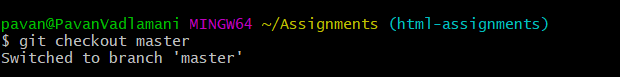 pavan@PavanVadlamani MINGW64 ~/Assignments (html-assignments)
$ git checkout master
Switched to branch 'master'